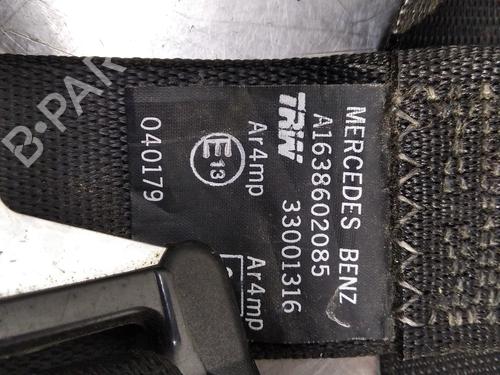 MERCEDES BENZ
A1638602085
TRW 33001316
Ar4mp Ar4mp
E13
040179
B-PAR